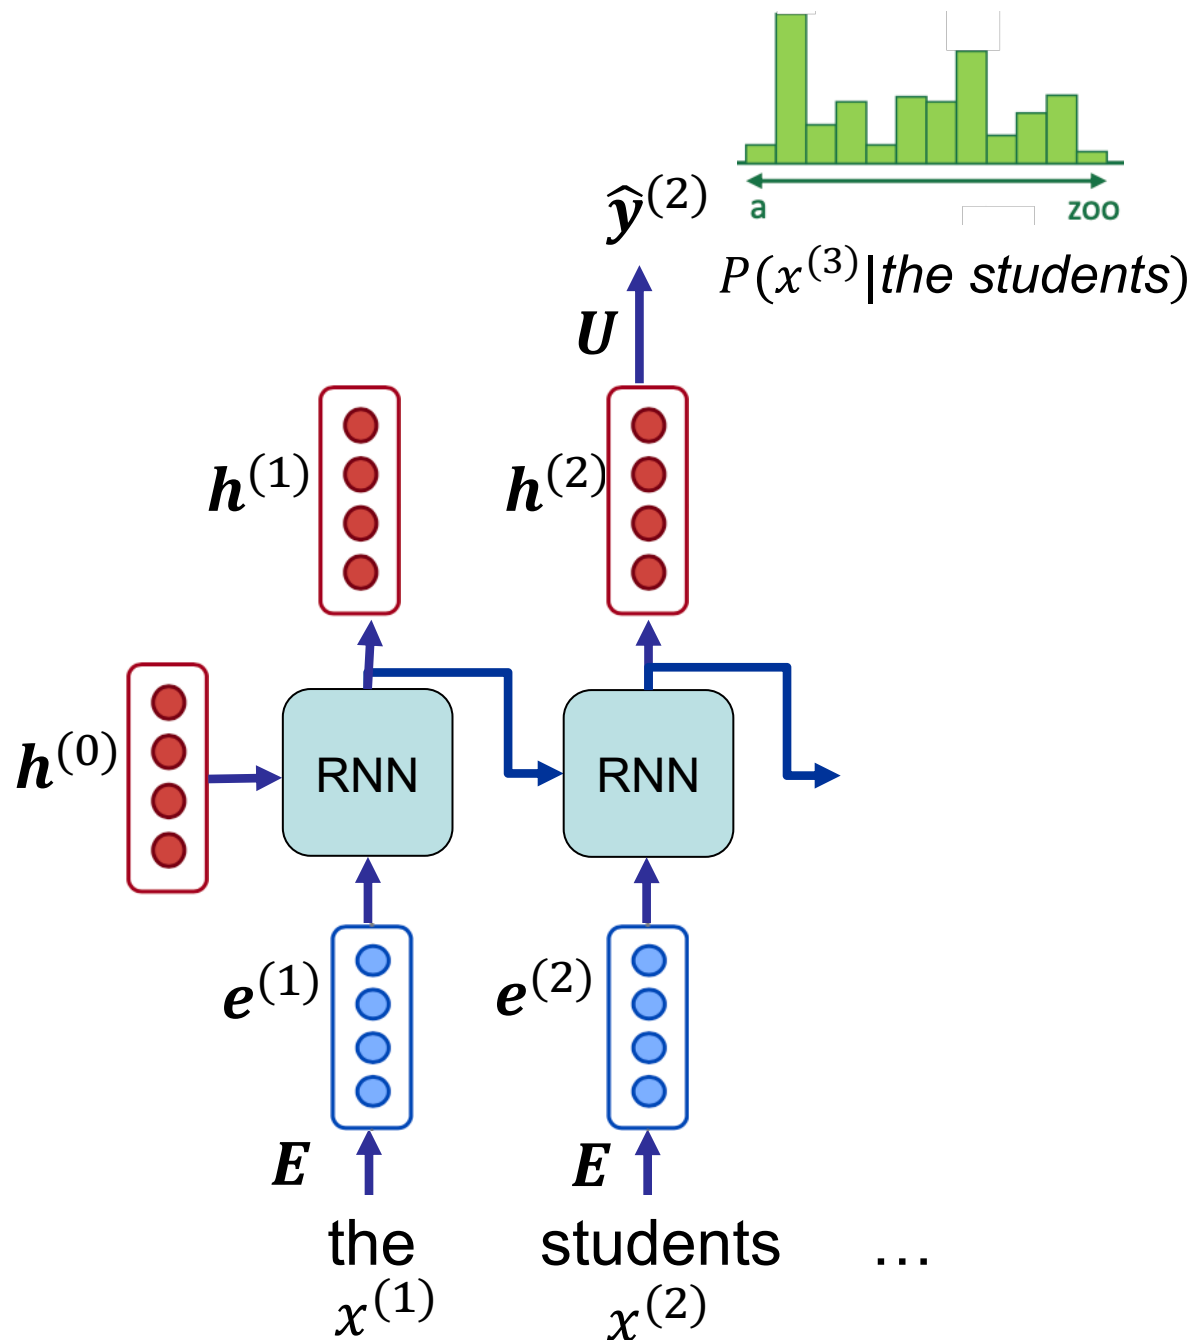 a zoo
ŷ⁽²⁾
P(x⁽³⁾|the students)
U
h⁽¹⁾ h⁽²⁾
h⁽⁰⁾ RNN RNN
e⁽¹⁾ e⁽²⁾
E E
the students ...
x⁽¹⁾ x⁽²⁾